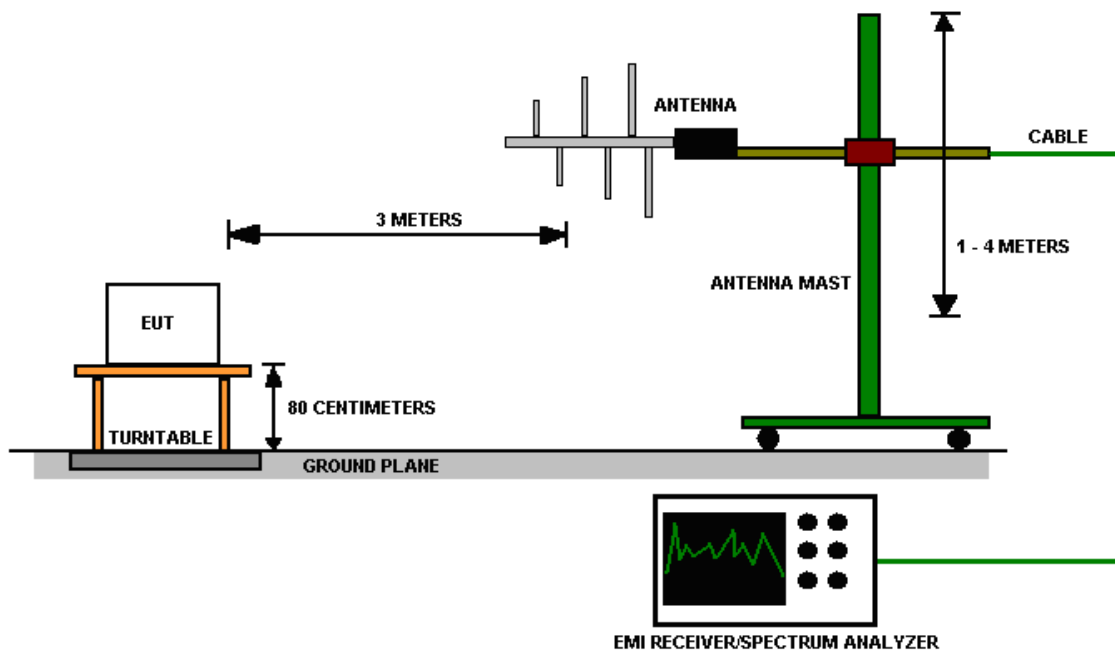 ANTENNA
CABLE
3 METERS
1 - 4 METERS
ANTENNA MAST
EUT
80 CENTIMETERS
TURNTABLE
GROUND PLANE
EMI RECEIVER/SPECTRUM ANALYZER